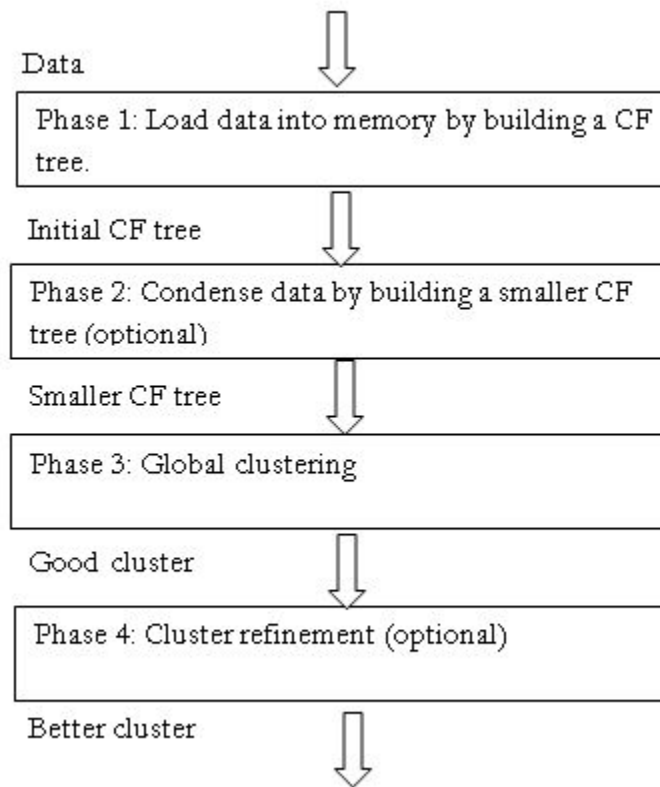 Data
Phase 1: Load data into memory by building a CF
tree.
Initial CF tree
Phase 2: Condense data by building a smaller CF
tree (optional)
Smaller CF tree
Phase 3: Global clustering
Good cluster
Phase 4: Cluster refinement (optional)
Better cluster